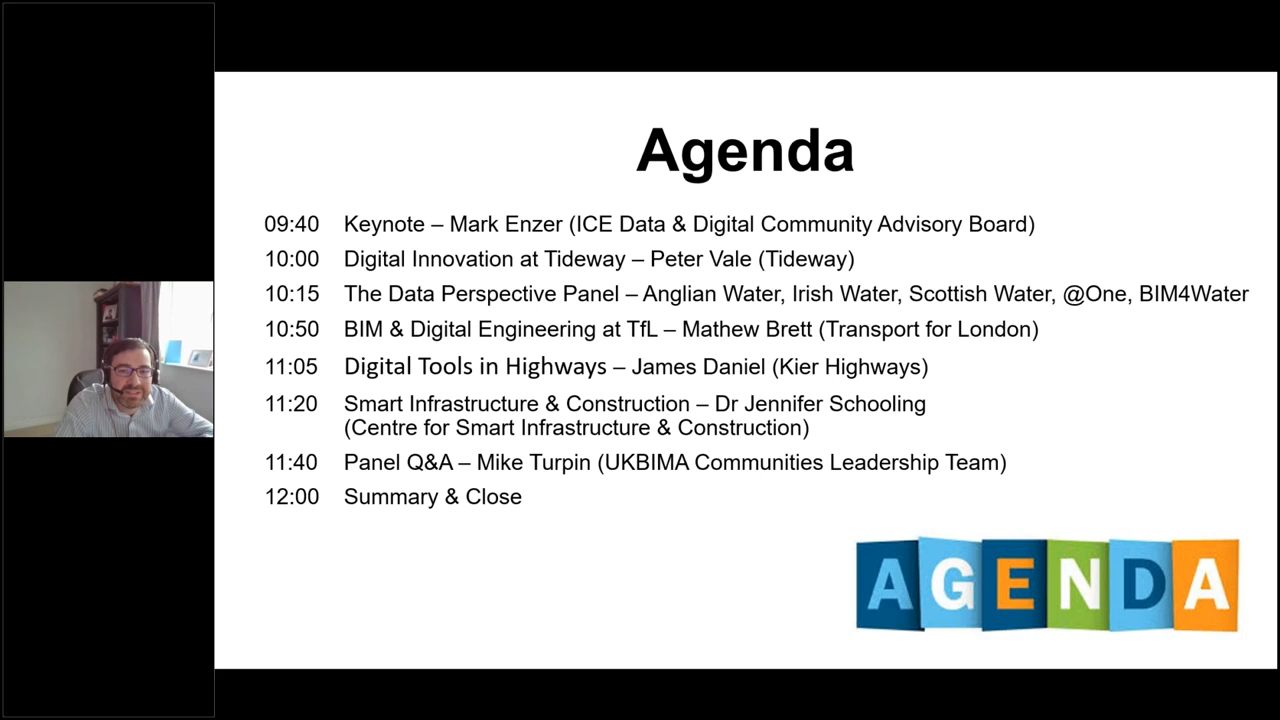 Agenda
09:40 Keynote – Mark Enzer (ICE Data & Digital Community Advisory Board)
10:00 Digital Innovation at Tideway – Peter Vale (Tideway)
10:15 The Data Perspective Panel – Anglian Water, Irish Water, Scottish Water, @One, BIM4Water
10:50 BIM & Digital Engineering at TfL – Mathew Brett (Transport for London)
11:05 Digital Tools in Highways – James Daniel (Kier Highways)
11:20 Smart Infrastructure & Construction – Dr Jennifer Schooling
(Centre for Smart Infrastructure & Construction)
11:40 Panel Q&A – Mike Turpin (UKBIMA Communities Leadership Team)
12:00 Summary & Close
AGENDA